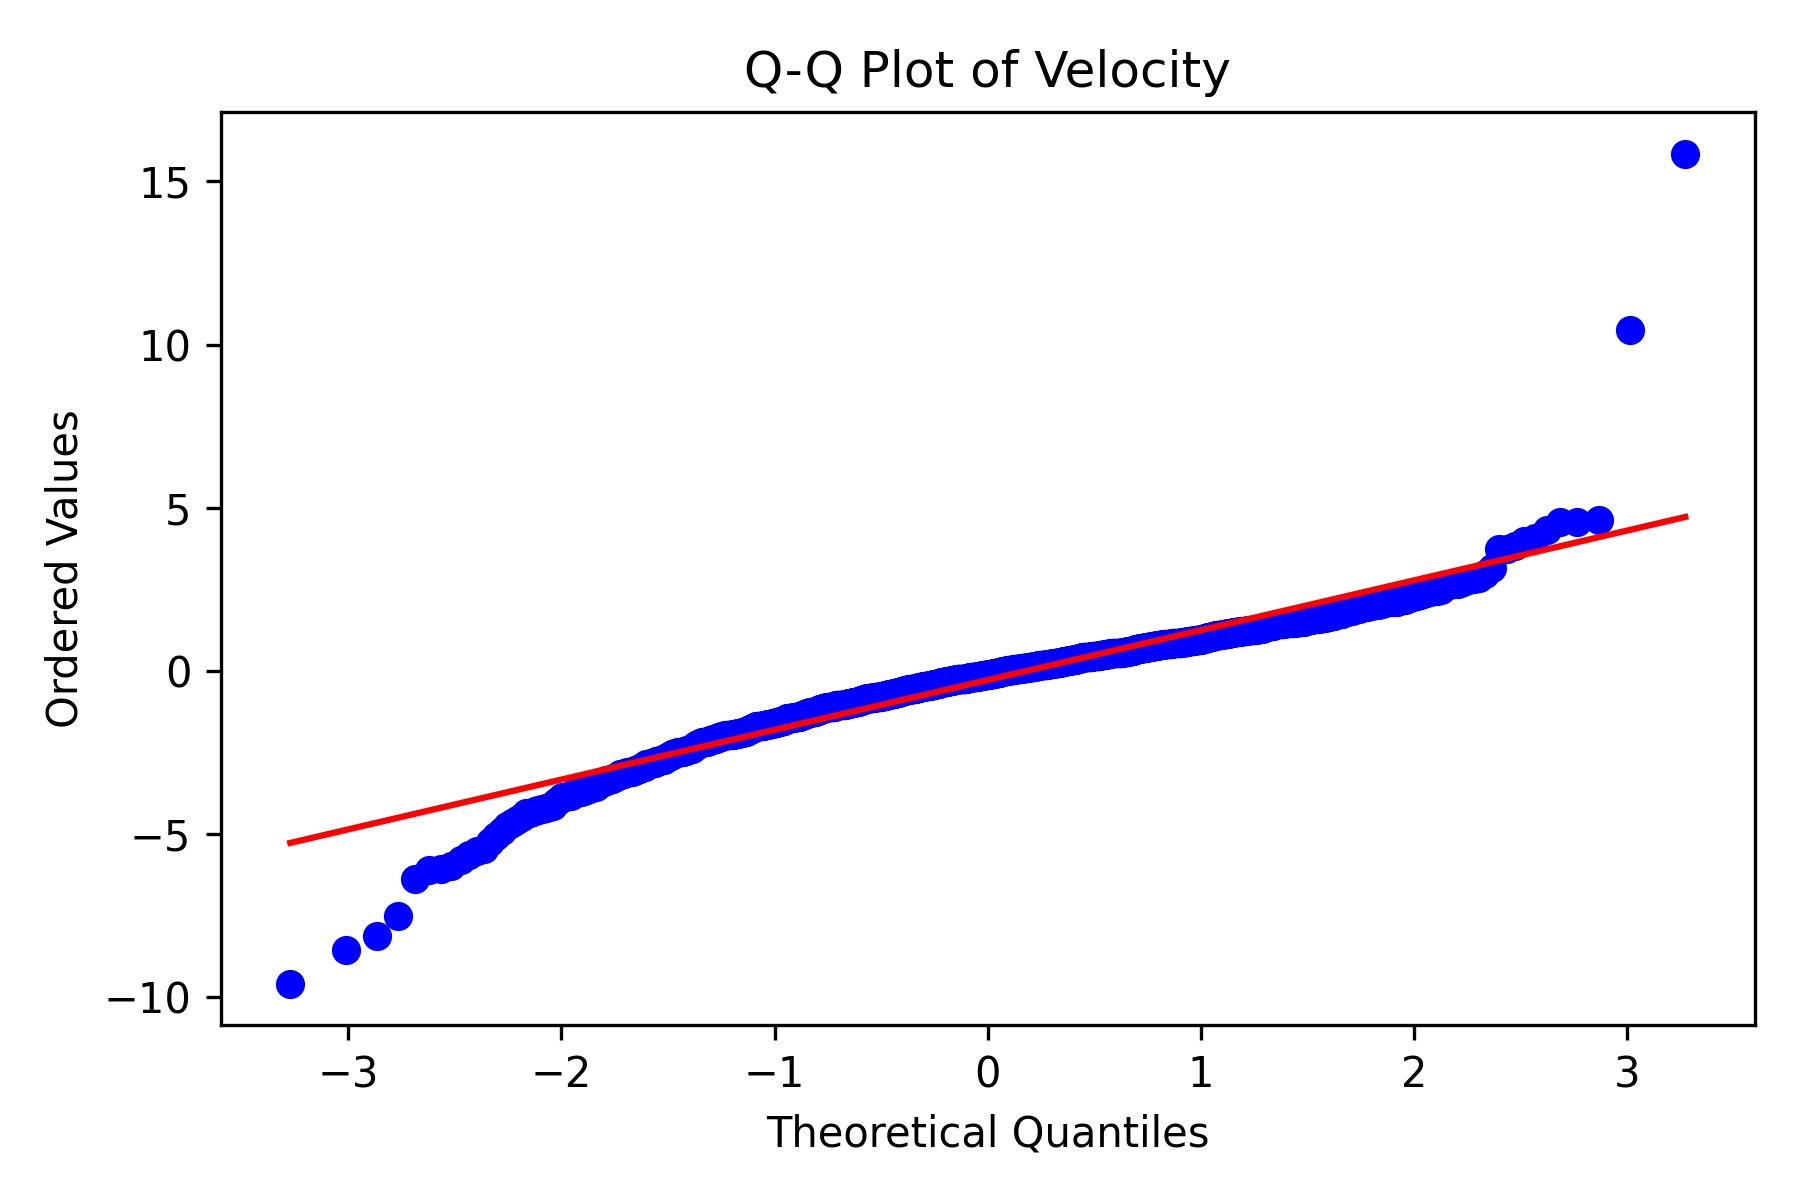 Q-Q Plot of Velocity
15
10
5
0
−5
−10
Ordered Values
−3 −2 −1 0 1 2 3
Theoretical Quantiles